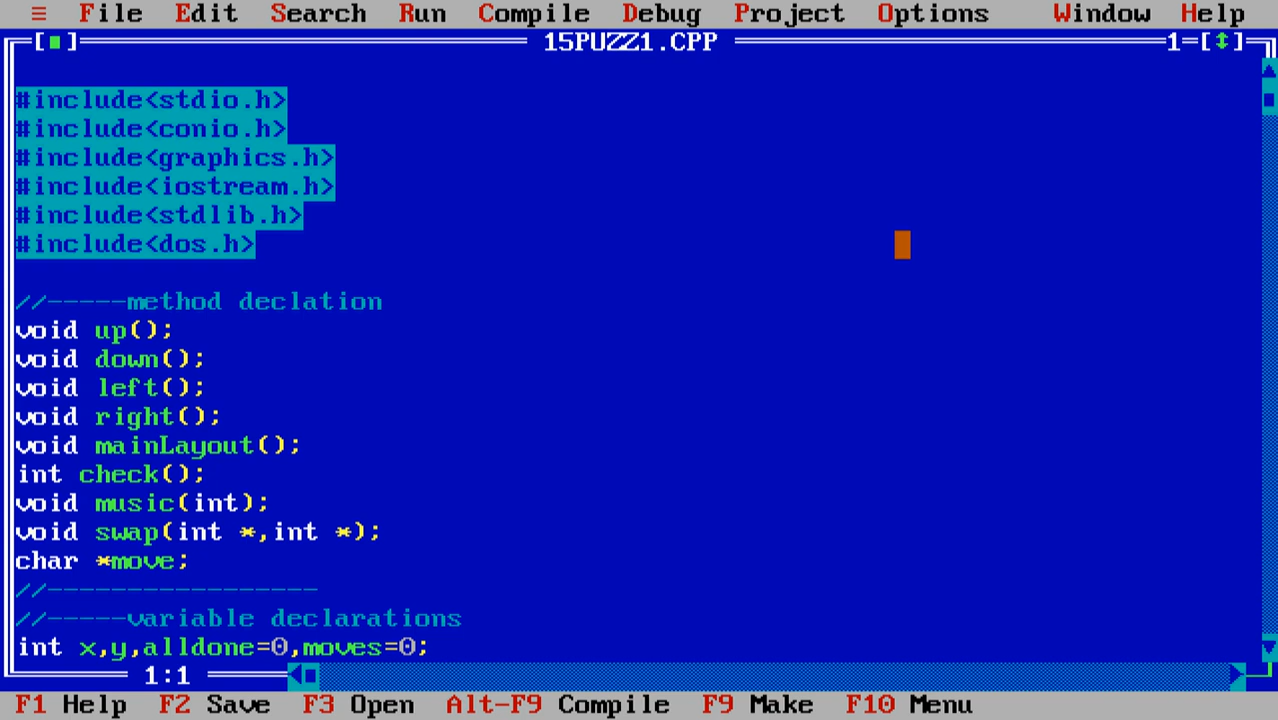 ≡ File Edit Search Run Compile Debug Project Options Window Help
[■] 15PUZZ1.CPP 1=[↕]
#include<stdio.h>
#include<conio.h>
#include<graphics.h>
#include<iostream.h>
#include<stdlib.h>
#include<dos.h>
//-----method declation
void up();
void down();
void left();
void right();
void mainLayout();
int check();
void music(int);
void swap(int *,int *);
char *move;
//-----------------
//-----variable declarations
int x,y,alldone=0,moves=0;
1:1
F1 Help F2 Save F3 Open Alt-F9 Compile F9 Make F10 Menu